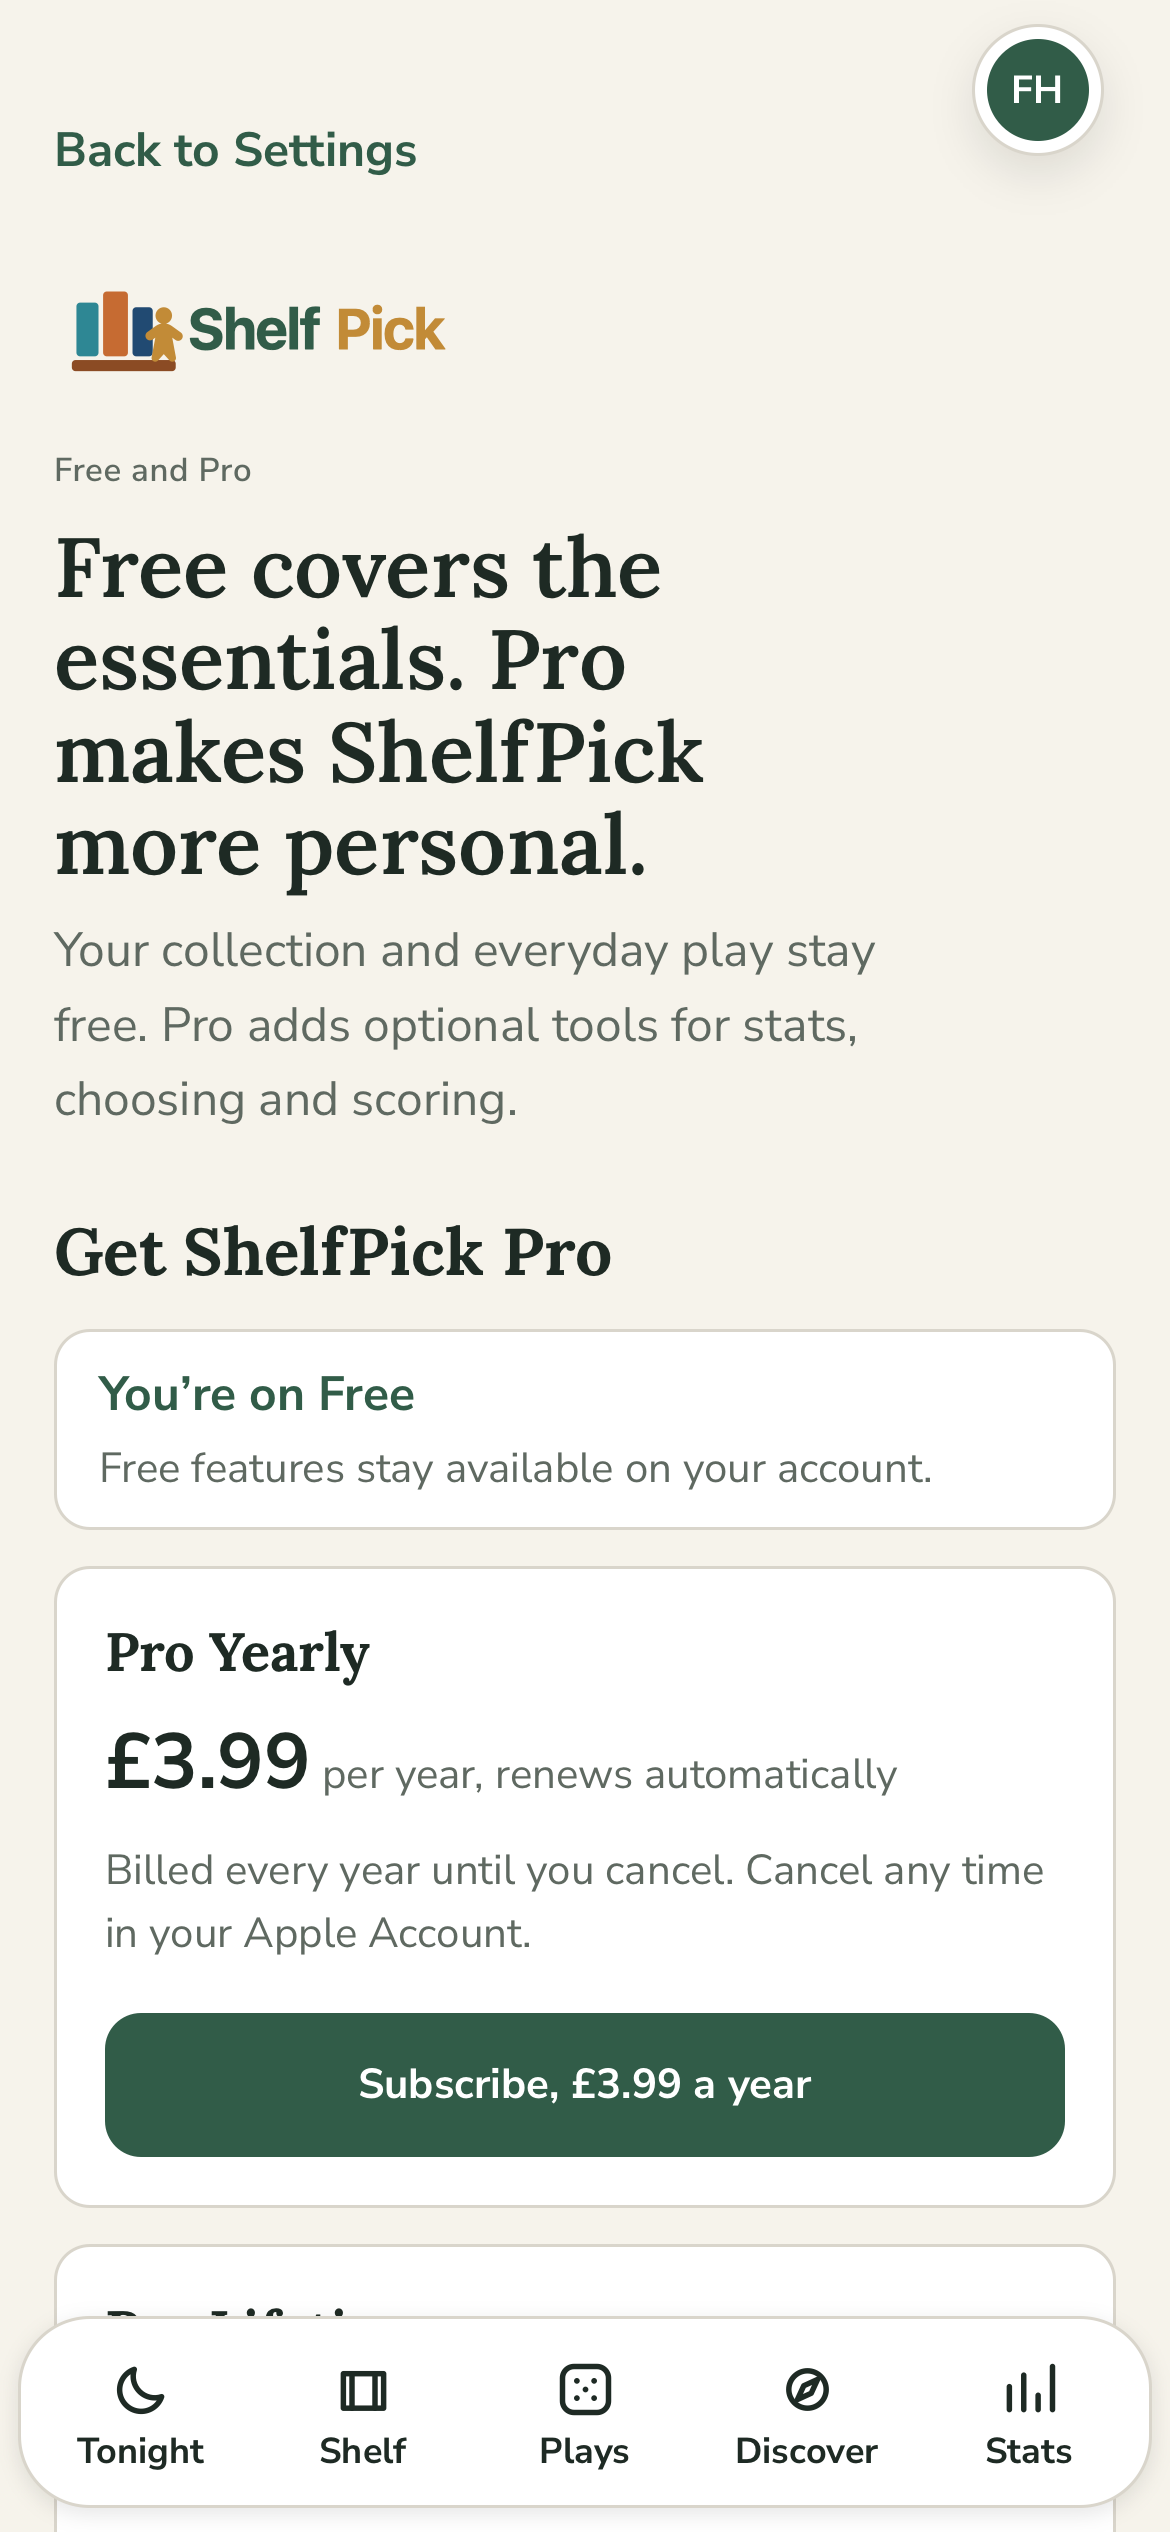 FH
Back to Settings
Shelf Pick
Free and Pro
Free covers the
essentials. Pro
makes ShelfPick
more personal.
Your collection and everyday play stay
free. Pro adds optional tools for stats,
choosing and scoring.
Get ShelfPick Pro
You’re on Free
Free features stay available on your account.
Pro Yearly
£3.99 per year, renews automatically
Billed every year until you cancel. Cancel any time
in your Apple Account.
Subscribe, £3.99 a year
Tonight
Shelf
Plays
Discover
Stats